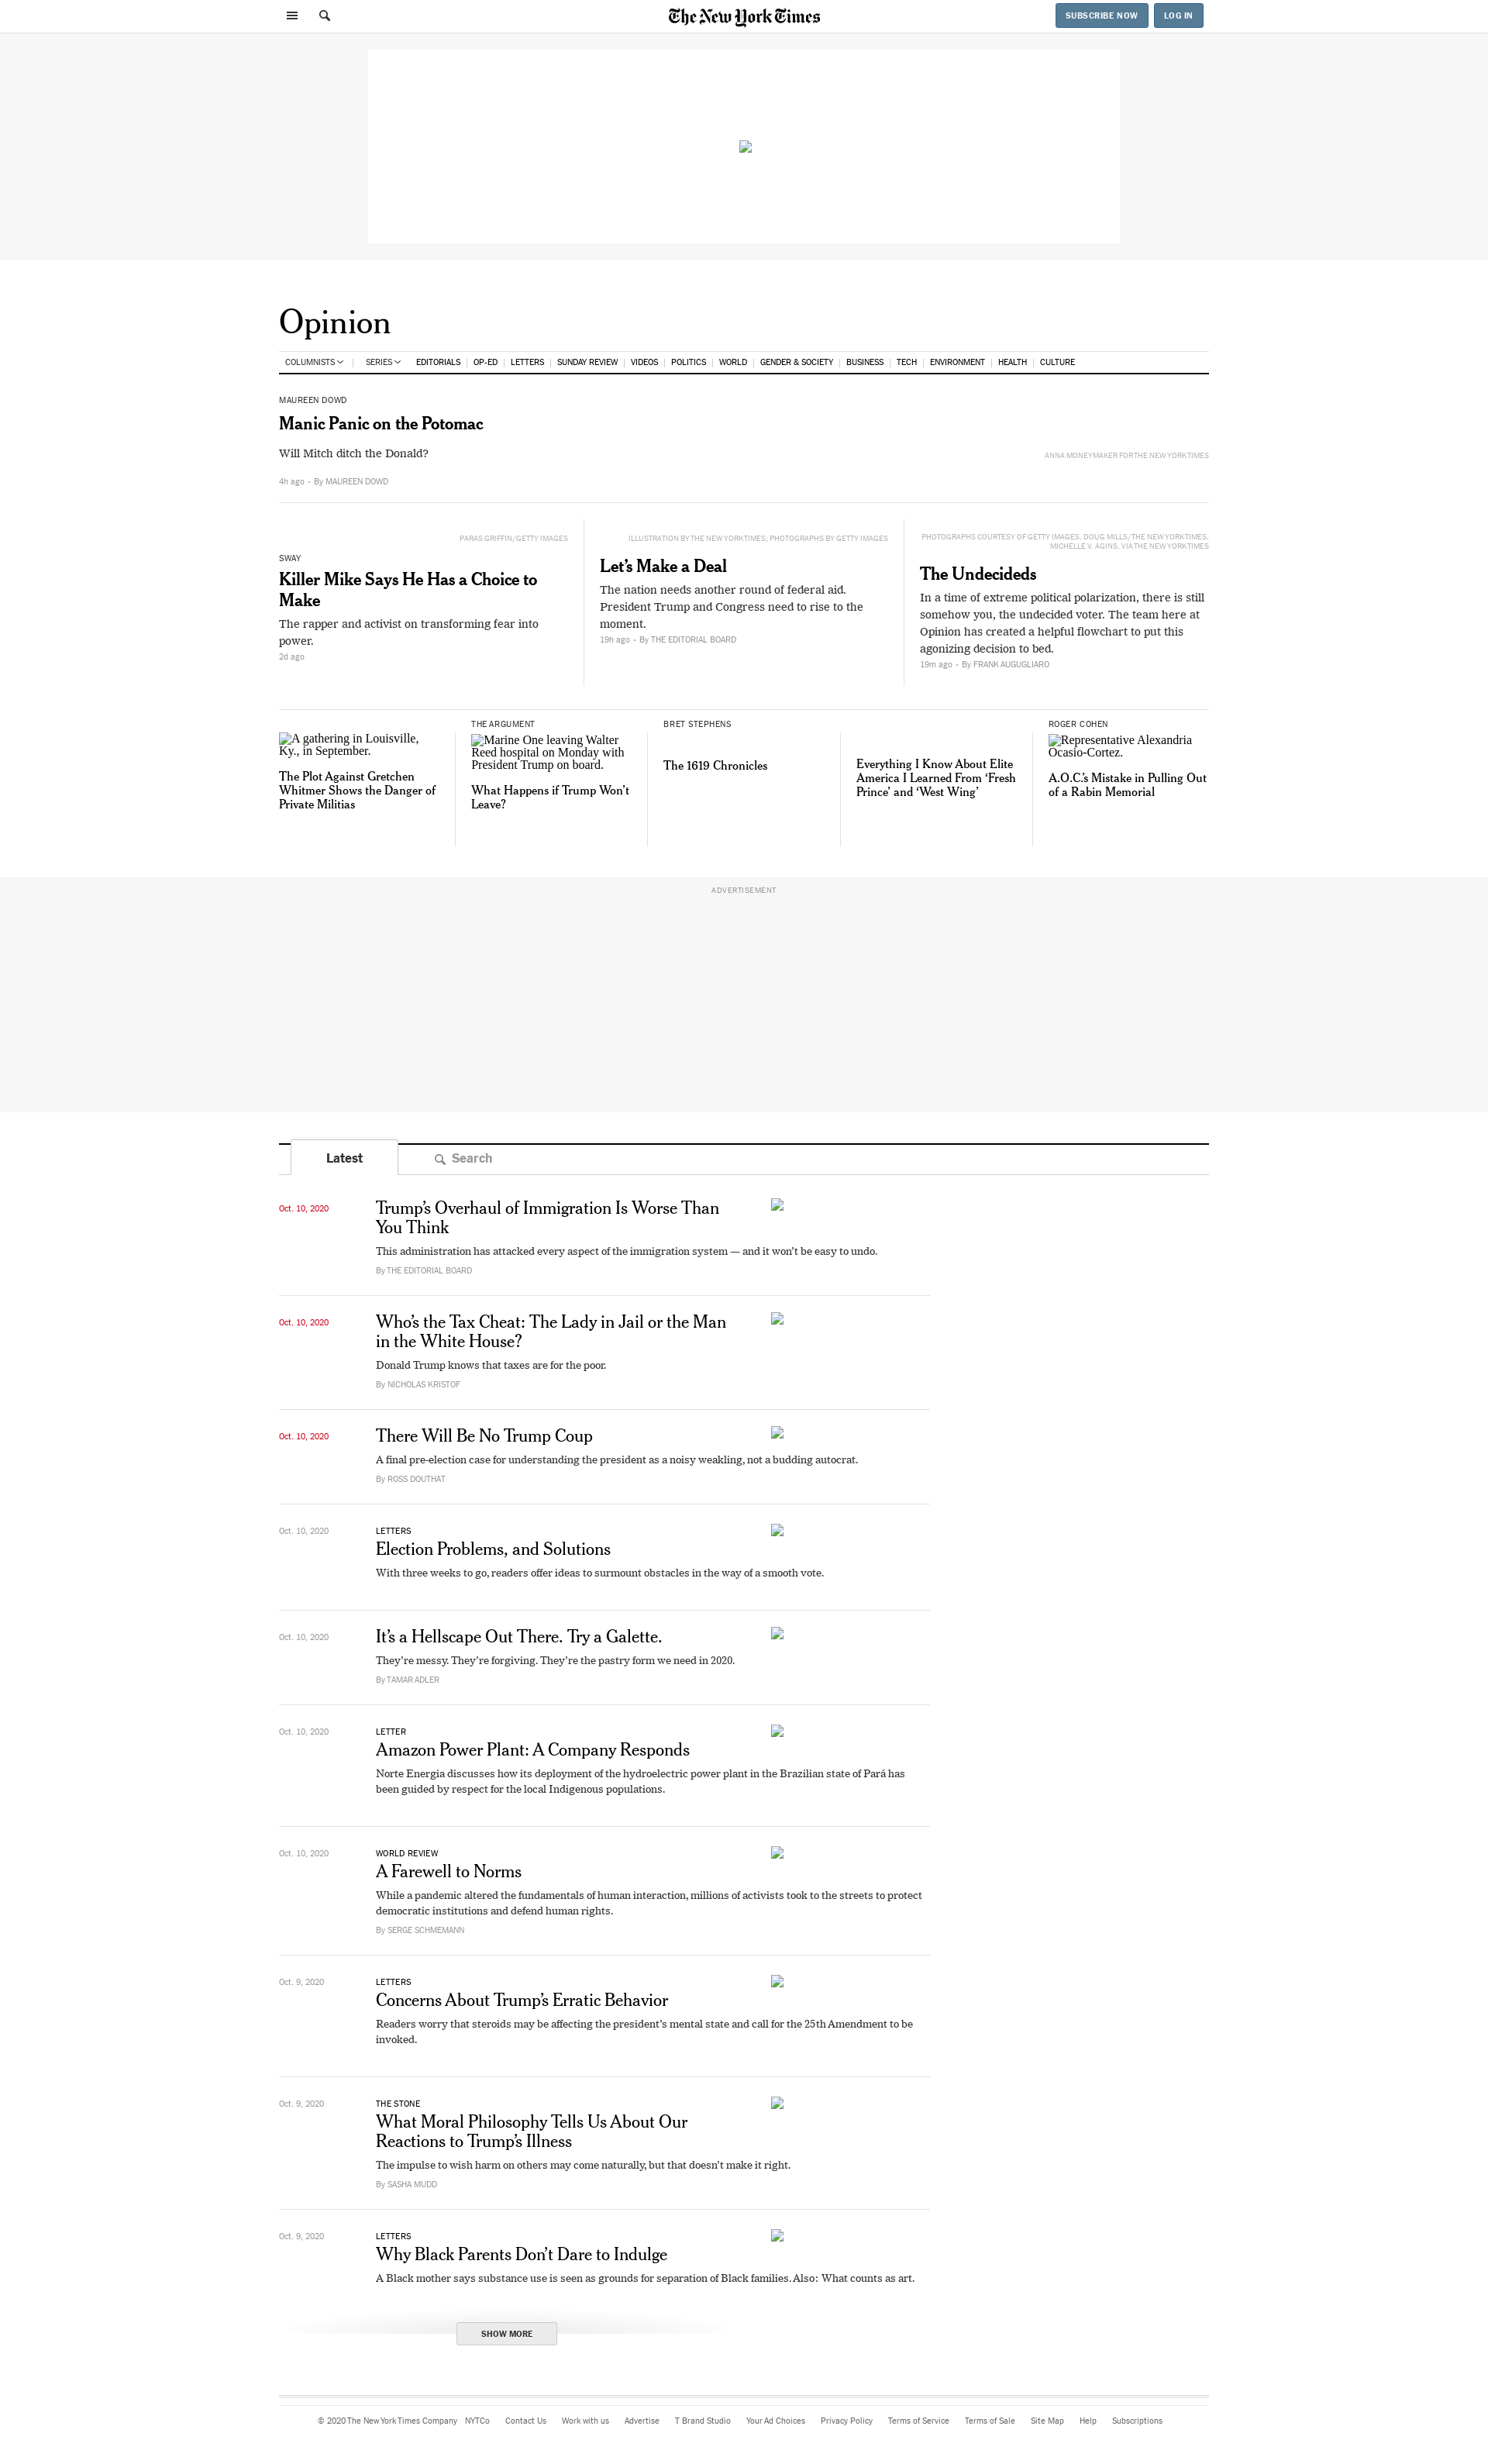 The New York Times
SUBSCRIBE NOW
LOG IN
Opinion
COLUMNISTS
SERIES
EDITORIALS
OP-ED
LETTERS
SUNDAY REVIEW
VIDEOS
POLITICS
WORLD
GENDER & SOCIETY
BUSINESS
TECH
ENVIRONMENT
HEALTH
CULTURE
MAUREEN DOWD
Manic Panic on the Potomac
Will Mitch ditch the Donald?
ANNA MONEYMAKER FOR THE NEW YORK TIMES
4h ago • By MAUREEN DOWD
PARAS GRIFFIN/GETTY IMAGES
SWAY
Killer Mike Says He Has a Choice to
Make
The rapper and activist on transforming fear into
power.
2d ago
ILLUSTRATION BY THE NEW YORK TIMES; PHOTOGRAPHS BY GETTY IMAGES
Let’s Make a Deal
The nation needs another round of federal aid.
President Trump and Congress need to rise to the
moment.
19h ago • By THE EDITORIAL BOARD
PHOTOGRAPHS COURTESY OF GETTY IMAGES, DOUG MILLS/THE NEW YORK TIMES,
MICHELLE V. AGINS, VIA THE NEW YORK TIMES
The Undecideds
In a time of extreme political polarization, there is still
somehow you, the undecided voter. The team here at
Opinion has created a helpful flowchart to put this
agonizing decision to bed.
19m ago • By FRANK AUGUGLIARO
A gathering in Louisville,
Ky., in September.
The Plot Against Gretchen
Whitmer Shows the Danger of
Private Militias
THE ARGUMENT
Marine One leaving Walter
Reed hospital on Monday with
President Trump on board.
What Happens if Trump Won’t
Leave?
BRET STEPHENS
The 1619 Chronicles
Everything I Know About Elite
America I Learned From ‘Fresh
Prince’ and ‘West Wing’
ROGER COHEN
Representative Alexandria
Ocasio-Cortez.
A.O.C.’s Mistake in Pulling Out
of a Rabin Memorial
ADVERTISEMENT
Latest
Search
Oct. 10, 2020
Trump’s Overhaul of Immigration Is Worse Than
You Think
This administration has attacked every aspect of the immigration system — and it won’t be easy to undo.
By THE EDITORIAL BOARD
Oct. 10, 2020
Who’s the Tax Cheat: The Lady in Jail or the Man
in the White House?
Donald Trump knows that taxes are for the poor.
By NICHOLAS KRISTOF
Oct. 10, 2020
There Will Be No Trump Coup
A final pre-election case for understanding the president as a noisy weakling, not a budding autocrat.
By ROSS DOUTHAT
Oct. 10, 2020
LETTERS
Election Problems, and Solutions
With three weeks to go, readers offer ideas to surmount obstacles in the way of a smooth vote.
Oct. 10, 2020
It’s a Hellscape Out There. Try a Galette.
They’re messy. They’re forgiving. They’re the pastry form we need in 2020.
By TAMAR ADLER
Oct. 10, 2020
LETTER
Amazon Power Plant: A Company Responds
Norte Energia discusses how its deployment of the hydroelectric power plant in the Brazilian state of Pará has
been guided by respect for the local Indigenous populations.
Oct. 10, 2020
WORLD REVIEW
A Farewell to Norms
While a pandemic altered the fundamentals of human interaction, millions of activists took to the streets to protect
democratic institutions and defend human rights.
By SERGE SCHMEMANN
Oct. 9, 2020
LETTERS
Concerns About Trump’s Erratic Behavior
Readers worry that steroids may be affecting the president’s mental state and call for the 25th Amendment to be
invoked.
Oct. 9, 2020
THE STONE
What Moral Philosophy Tells Us About Our
Reactions to Trump’s Illness
The impulse to wish harm on others may come naturally, but that doesn’t make it right.
By SASHA MUDD
Oct. 9, 2020
LETTERS
Why Black Parents Don’t Dare to Indulge
A Black mother says substance use is seen as grounds for separation of Black families. Also: What counts as art.
SHOW MORE
© 2020 The New York Times Company NYTCo Contact Us Work with us Advertise T Brand Studio Your Ad Choices Privacy Policy Terms of Service Terms of Sale Site Map Help Subscriptions